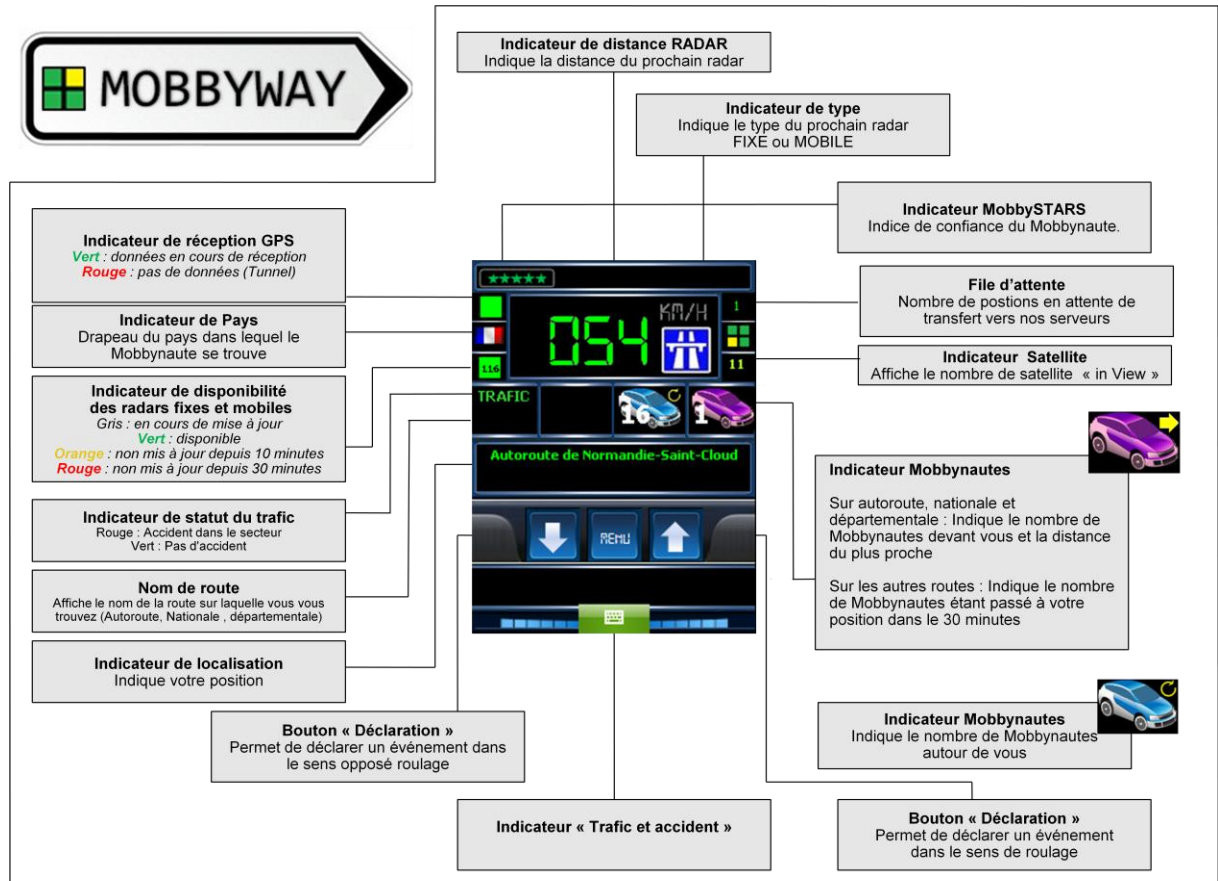 MOBBYWAY
Indicateur de distance RADAR
Indique la distance du prochain radar
Indicateur de type
Indique le type du prochain radar
FIXE ou MOBILE
Indicateur MobbySTARS
Indice de confiance du Mobbynaute.
Indicateur de réception GPS
Vert : données en cours de réception
Rouge : pas de données (Tunnel)
File d'attente
Nombre de postions en attente de
transfert vers nos serveurs
Indicateur de Pays
Drapeau du pays dans lequel le
Mobbynaute se trouve
Indicateur Satellite
Affiche le nombre de satellite « in View »
Indicateur de disponibilité
des radars fixes et mobiles
Gris : en cours de mise à jour
Vert : disponible
Orange : non mis à jour depuis 10 minutes
Rouge : non mis à jour depuis 30 minutes
KM/H
054
1
116
11
TRAFIC
16
1
Autoroute de Normandie-Saint-Cloud
MENU
Indicateur Mobbynautes
Sur autoroute, nationale et
départementale : Indique le nombre de
Mobbynautes devant vous et la distance
du plus proche
Sur les autres routes : Indique le nombre
de Mobbynautes étant passé à votre
position dans le 30 minutes
Indicateur de statut du trafic
Rouge : Accident dans le secteur
Vert : Pas d'accident
Nom de route
Affiche le nom de la route sur laquelle vous vous
trouvez (Autoroute, Nationale , départementale)
Indicateur de localisation
Indique votre position
Bouton « Déclaration »
Permet de déclarer un événement dans
le sens opposé roulage
Indicateur Mobbynautes
Indique le nombre de Mobbynautes
autour de vous
Indicateur « Trafic et accident »
Bouton « Déclaration »
Permet de déclarer un événement
dans le sens de roulage